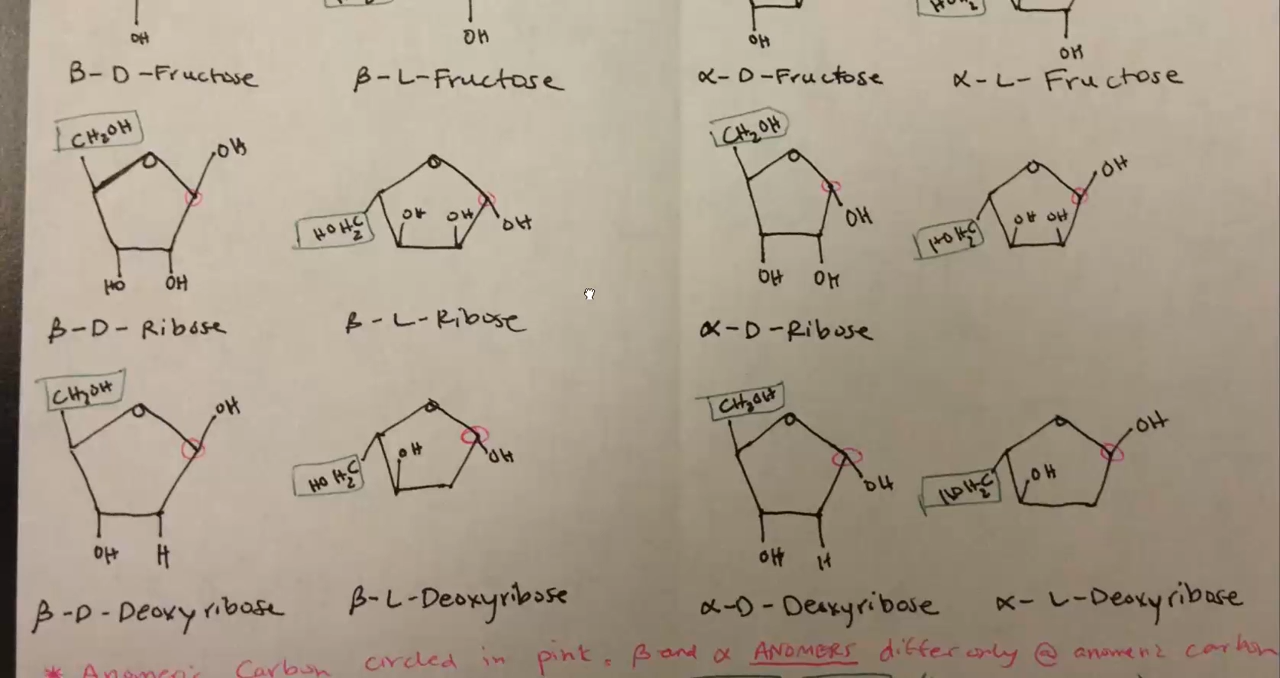 OH OH OH OH
β-D-Fructose β-L-Fructose α-D-Fructose α-L-Fructose
CH₂OH O OH O CH₂OH O O OH
HOH₂C OH OH OH OH HOH₂C OH OH
HO OH OH OH
β-D-Ribose β-L-Ribose α-D-Ribose
CH₂OH O OH O CH₂OH O O OH
HOH₂C OH OH OH HOH₂C OH
OH H OH H
β-D-Deoxyribose β-L-Deoxyribose α-D-Deoxyribose α-L-Deoxyribose
* Anomeric Carbon circled in pink. β and α ANOMERS differ only @ anomeric carbon